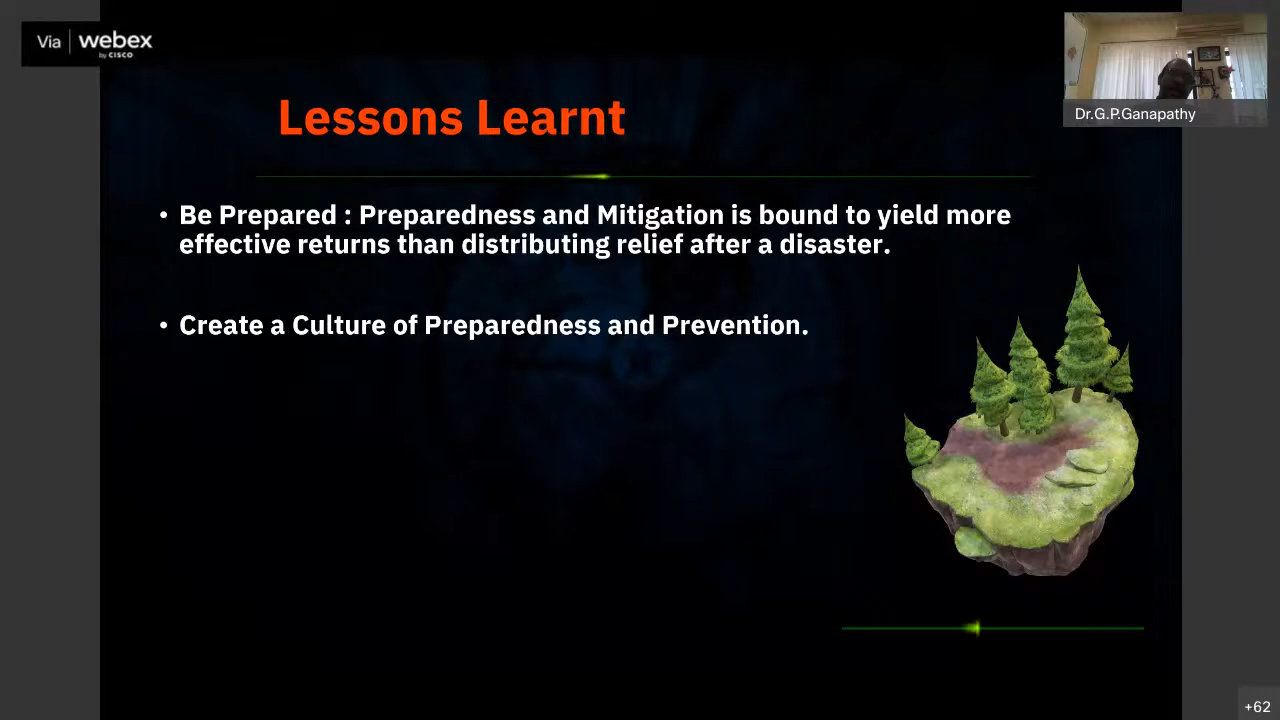 Via webex
by CISCO
Dr.G.P.Ganapathy
Lessons Learnt
• Be Prepared : Preparedness and Mitigation is bound to yield more
effective returns than distributing relief after a disaster.
• Create a Culture of Preparedness and Prevention.
+62